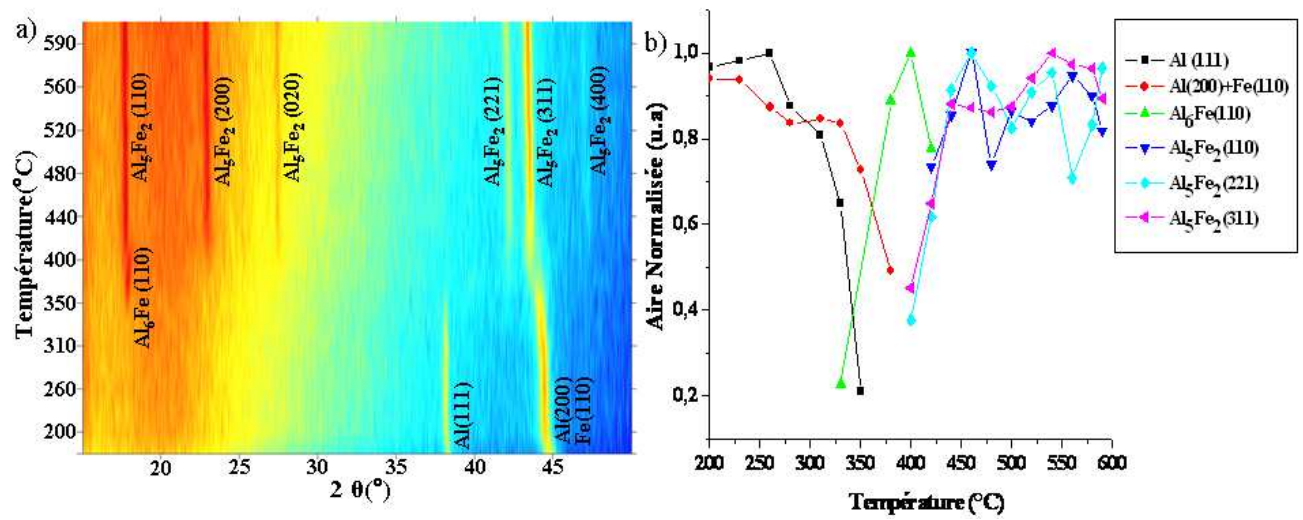 a)
Température(°C)
590
560
520
480
440
400
350
310
260
200
Al₅Fe₂ (110)
Al₆Fe (110)
Al₅Fe₂ (200)
Al₅Fe₂ (020)
Al₅Fe₂ (221)
Al₅Fe₂ (311)
Al₅Fe₂ (400)
Al(111)
Al(200)
Fe(110)
20 25 30 35 40 45
2 θ(°)
b)
Aire Normalisée (u.a)
1,0
0,8
0,6
0,4
0,2
200 250 300 350 400 450 500 550 600
Température (°C)
Al (111)
Al(200)+Fe(110)
Al₆Fe(110)
Al₅Fe₂(110)
Al₅Fe₂(221)
Al₅Fe₂(311)